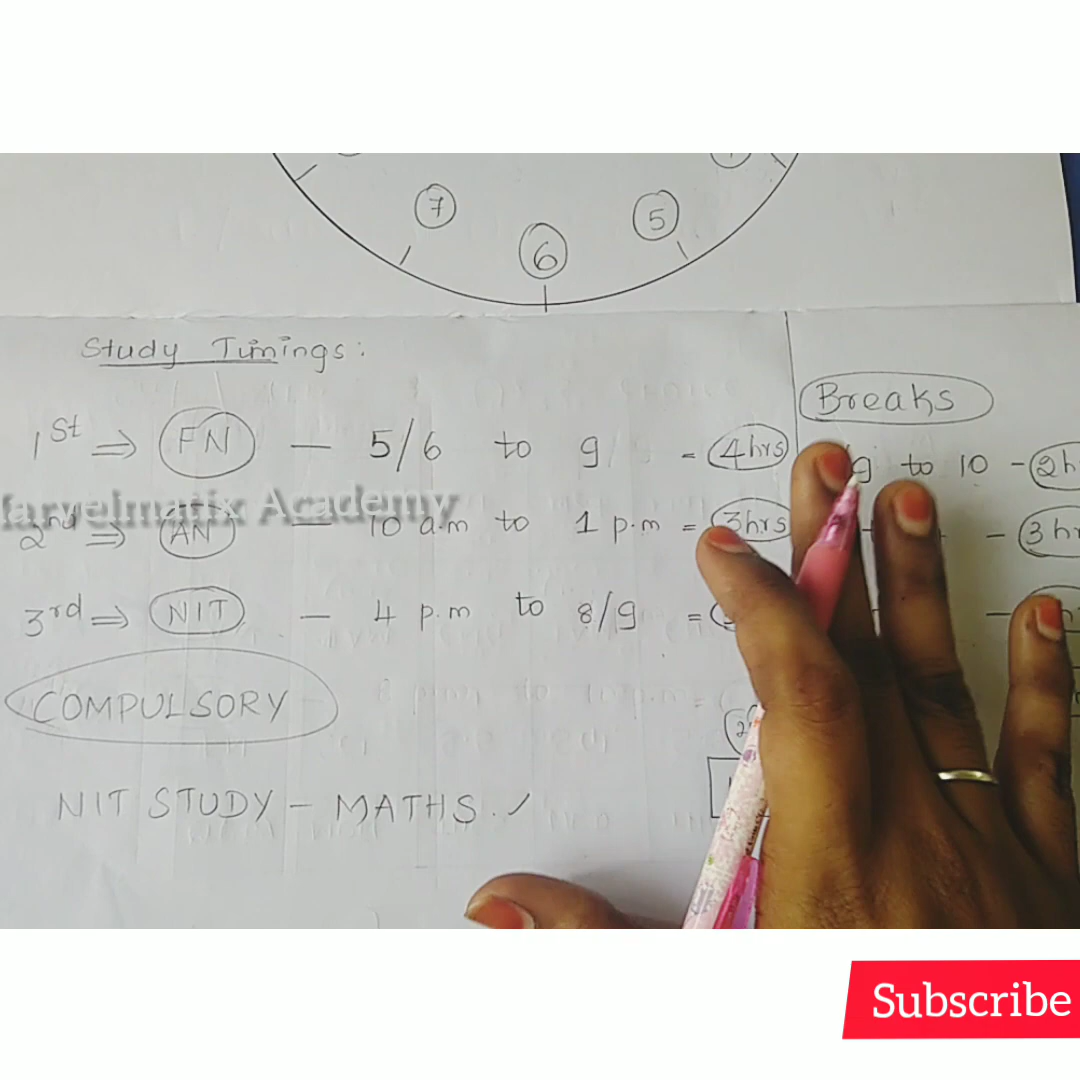 7
5
6
Study Timings:
Breaks
1st ⇒ FN — 5/6 to 9 = 4hrs
9 to 10 - 2h
Marvelmatix Academy
2nd ⇒ AN — 10 a.m to 1 p.m = 3hrs
- 3hr
3rd ⇒ NIT — 4 p.m to 8/9 =
COMPULSORY
NIT STUDY - MATHS. ✓
Subscribe